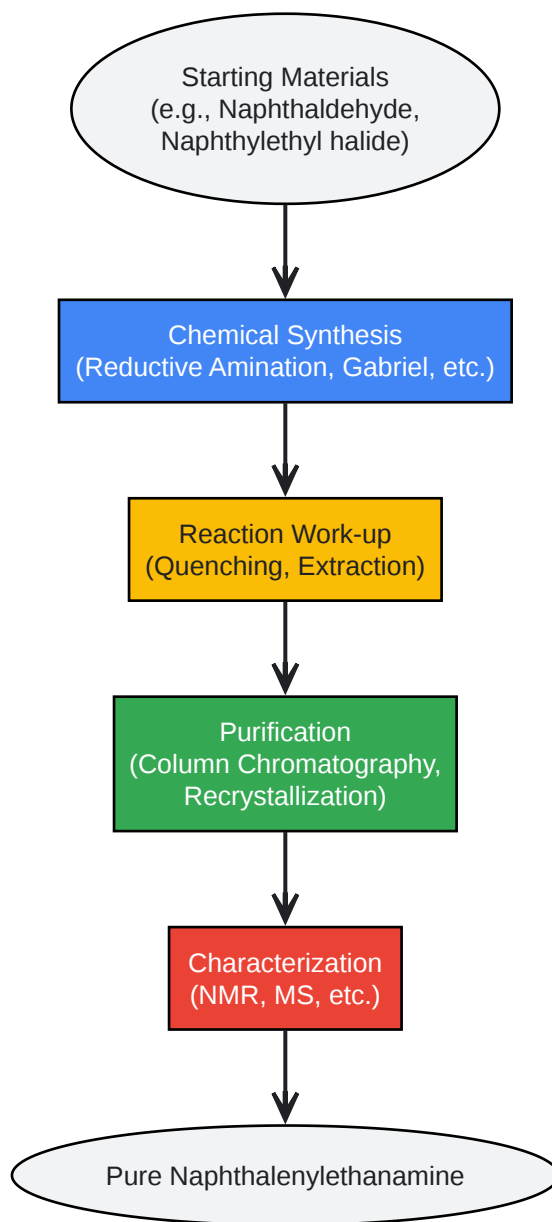 Starting Materials
(e.g., Naphthaldehyde,
Naphthylethyl halide)
Chemical Synthesis
(Reductive Amination, Gabriel, etc.)
Reaction Work-up
(Quenching, Extraction)
Purification
(Column Chromatography,
Recrystallization)
Characterization
(NMR, MS, etc.)
Pure Naphthalenylethanamine